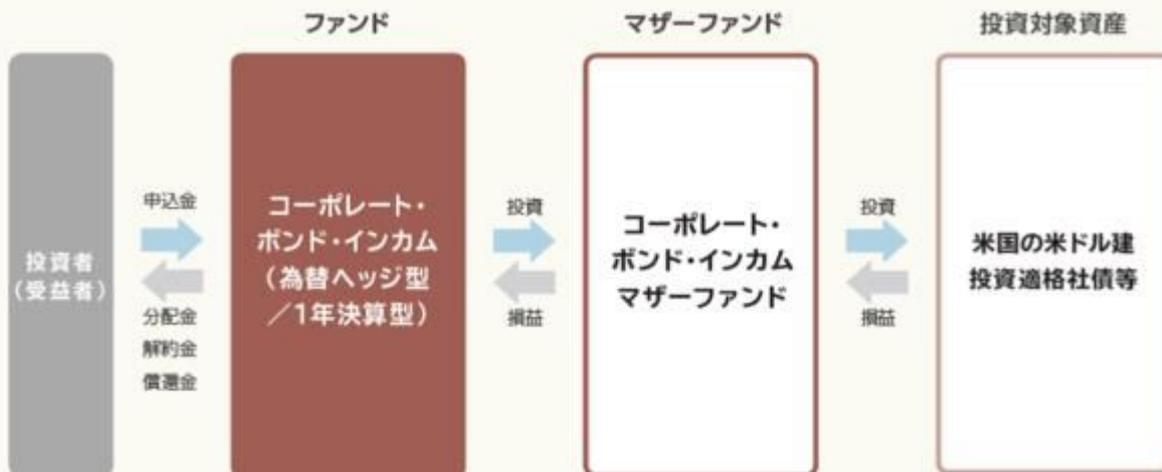 ファンド
マザーファンド
投資対象資産
投資者
（受益者）
申込金
分配金
解約金
償還金
コーポレート・
ボンド・インカム
（為替ヘッジ型
／1年決算型）
投資
損益
コーポレート・
ボンド・インカム
マザーファンド
投資
損益
米国の米ドル建
投資適格社債等